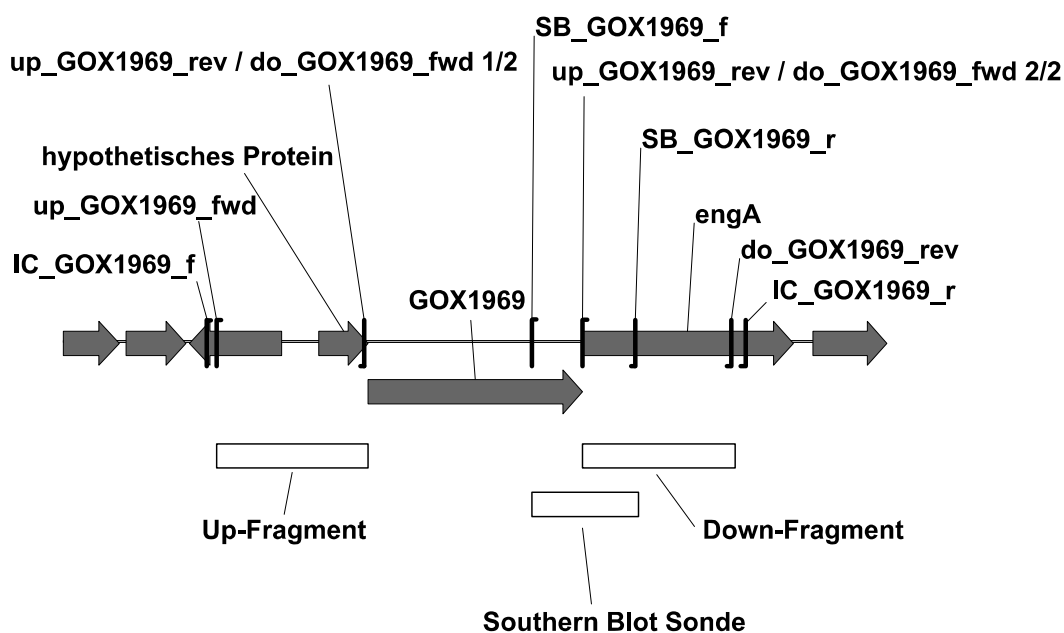 SB_GOX1969_f
up_GOX1969_rev / do_GOX1969_fwd 1/2
up_GOX1969_rev / do_GOX1969_fwd 2/2
SB_GOX1969_r
hypothetisches Protein
up_GOX1969_fwd
engA
do_GOX1969_rev
IC_GOX1969_f
IC_GOX1969_r
GOX1969
Up-Fragment
Down-Fragment
Southern Blot Sonde